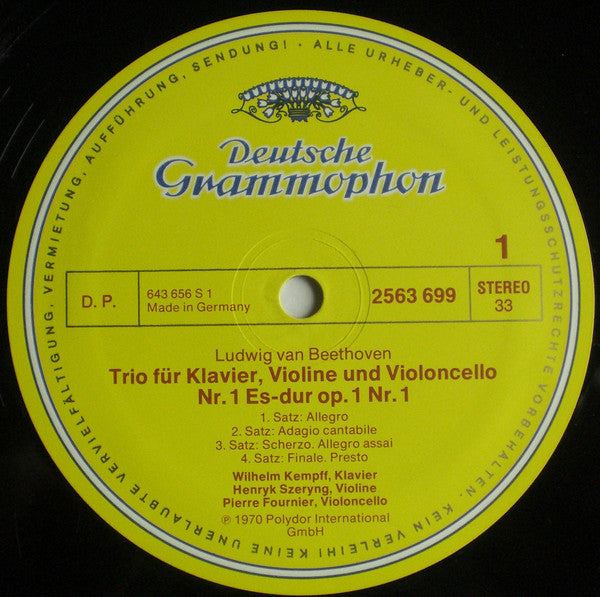 ALLE URHEBER- UND LEISTUNGSSCHUTZRECHTE VORBEHALTEN. KEIN VERLEIH! KEINE UNERLAUBTE VERVIELFÄLTIGUNG, VERMIETUNG, AUFFÜHRUNG, SENDUNG! ·
Deutsche
Grammophon
1
D. P.
643 656 S 1
Made in Germany
2563 699
STEREO
33
Ludwig van Beethoven
Trio für Klavier, Violine und Violoncello
Nr. 1 Es-dur op. 1 Nr. 1
1. Satz: Allegro
2. Satz: Adagio cantabile
3. Satz: Scherzo. Allegro assai
4. Satz: Finale. Presto
Wilhelm Kempff, Klavier
Henryk Szeryng, Violine
Pierre Fournier, Violoncello
℗ 1970 Polydor International
GmbH